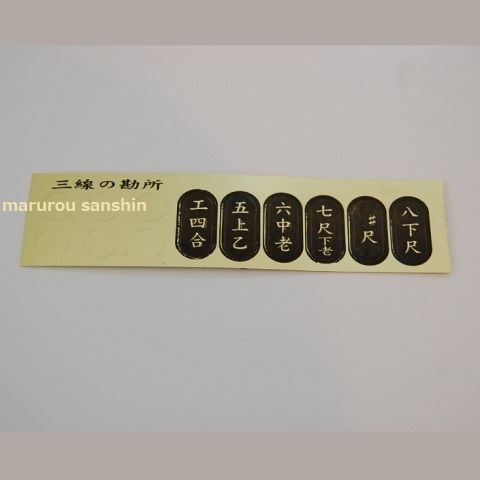 三線の勘所
marurou sanshin
工四合
五上乙
六中老
七尺下老
#尺
八下尺